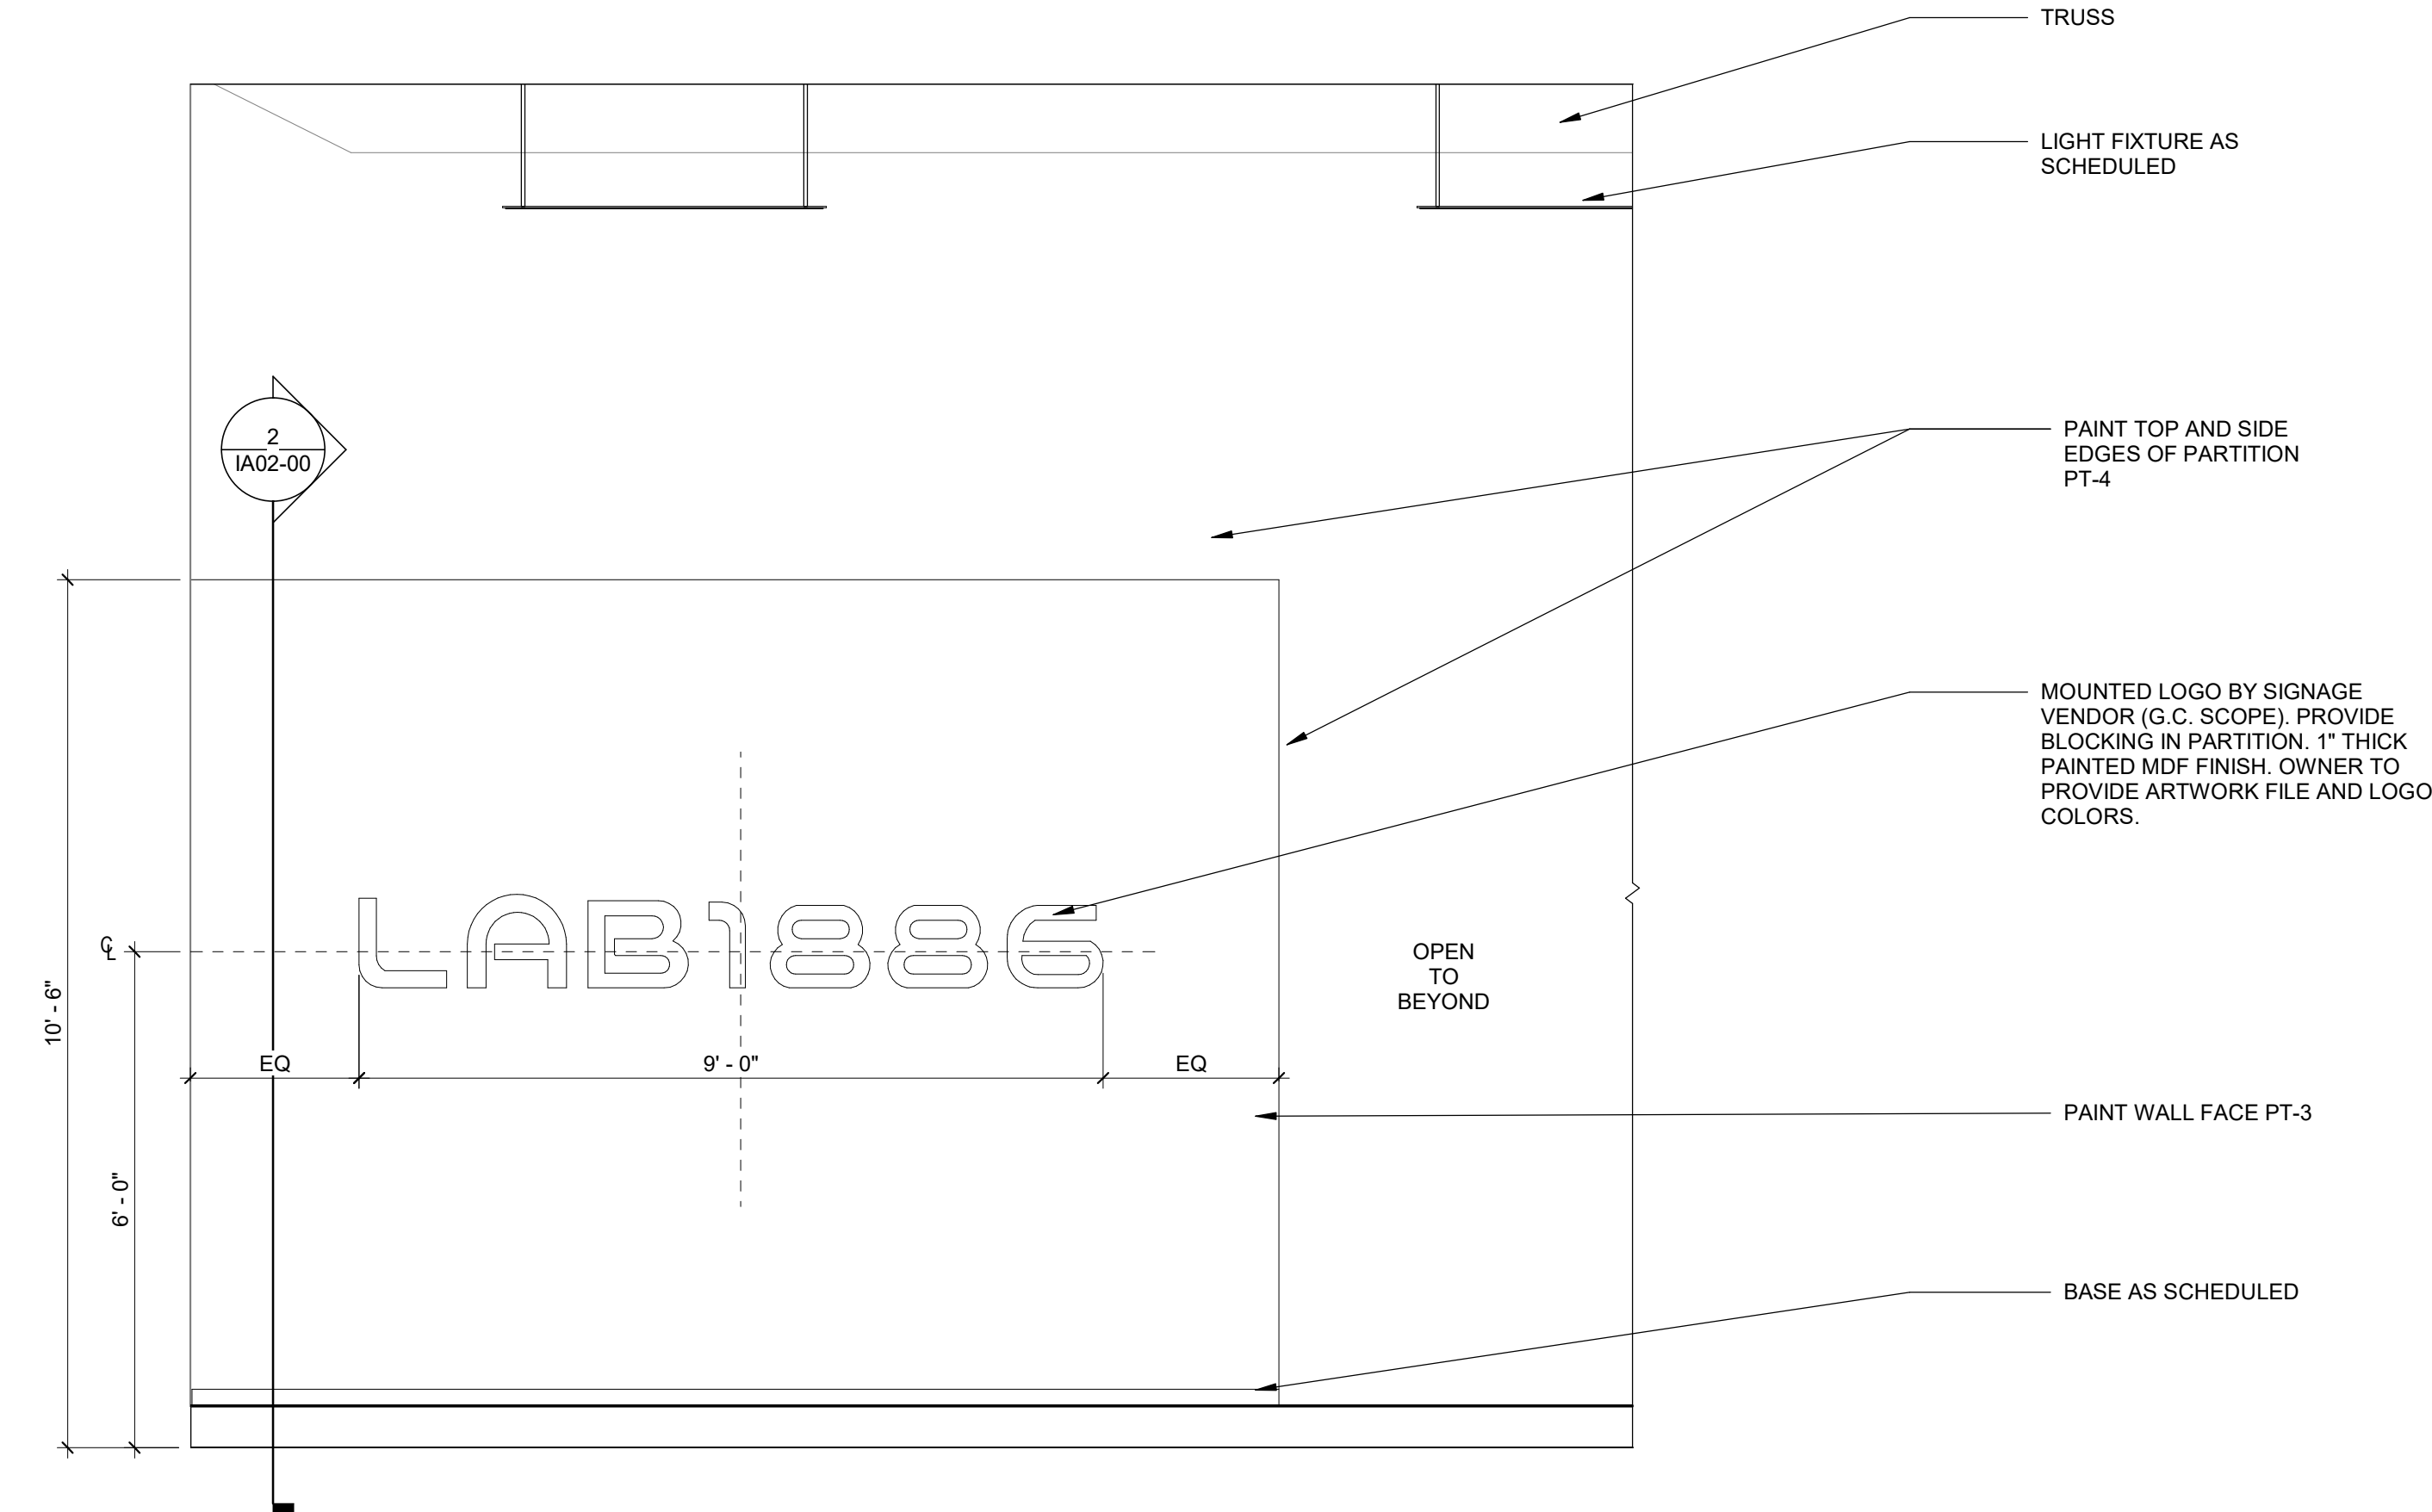 TRUSS
LIGHT FIXTURE AS
SCHEDULED
2
IA02-00
PAINT TOP AND SIDE
EDGES OF PARTITION
PT-4
MOUNTED LOGO BY SIGNAGE
VENDOR (G.C. SCOPE). PROVIDE
BLOCKING IN PARTITION. 1" THICK
PAINTED MDF FINISH. OWNER TO
PROVIDE ARTWORK FILE AND LOGO
COLORS.
LAB1886
CL
OPEN
TO
BEYOND
10' - 6"
EQ
9' - 0"
EQ
PAINT WALL FACE PT-3
6' - 0"
BASE AS SCHEDULED